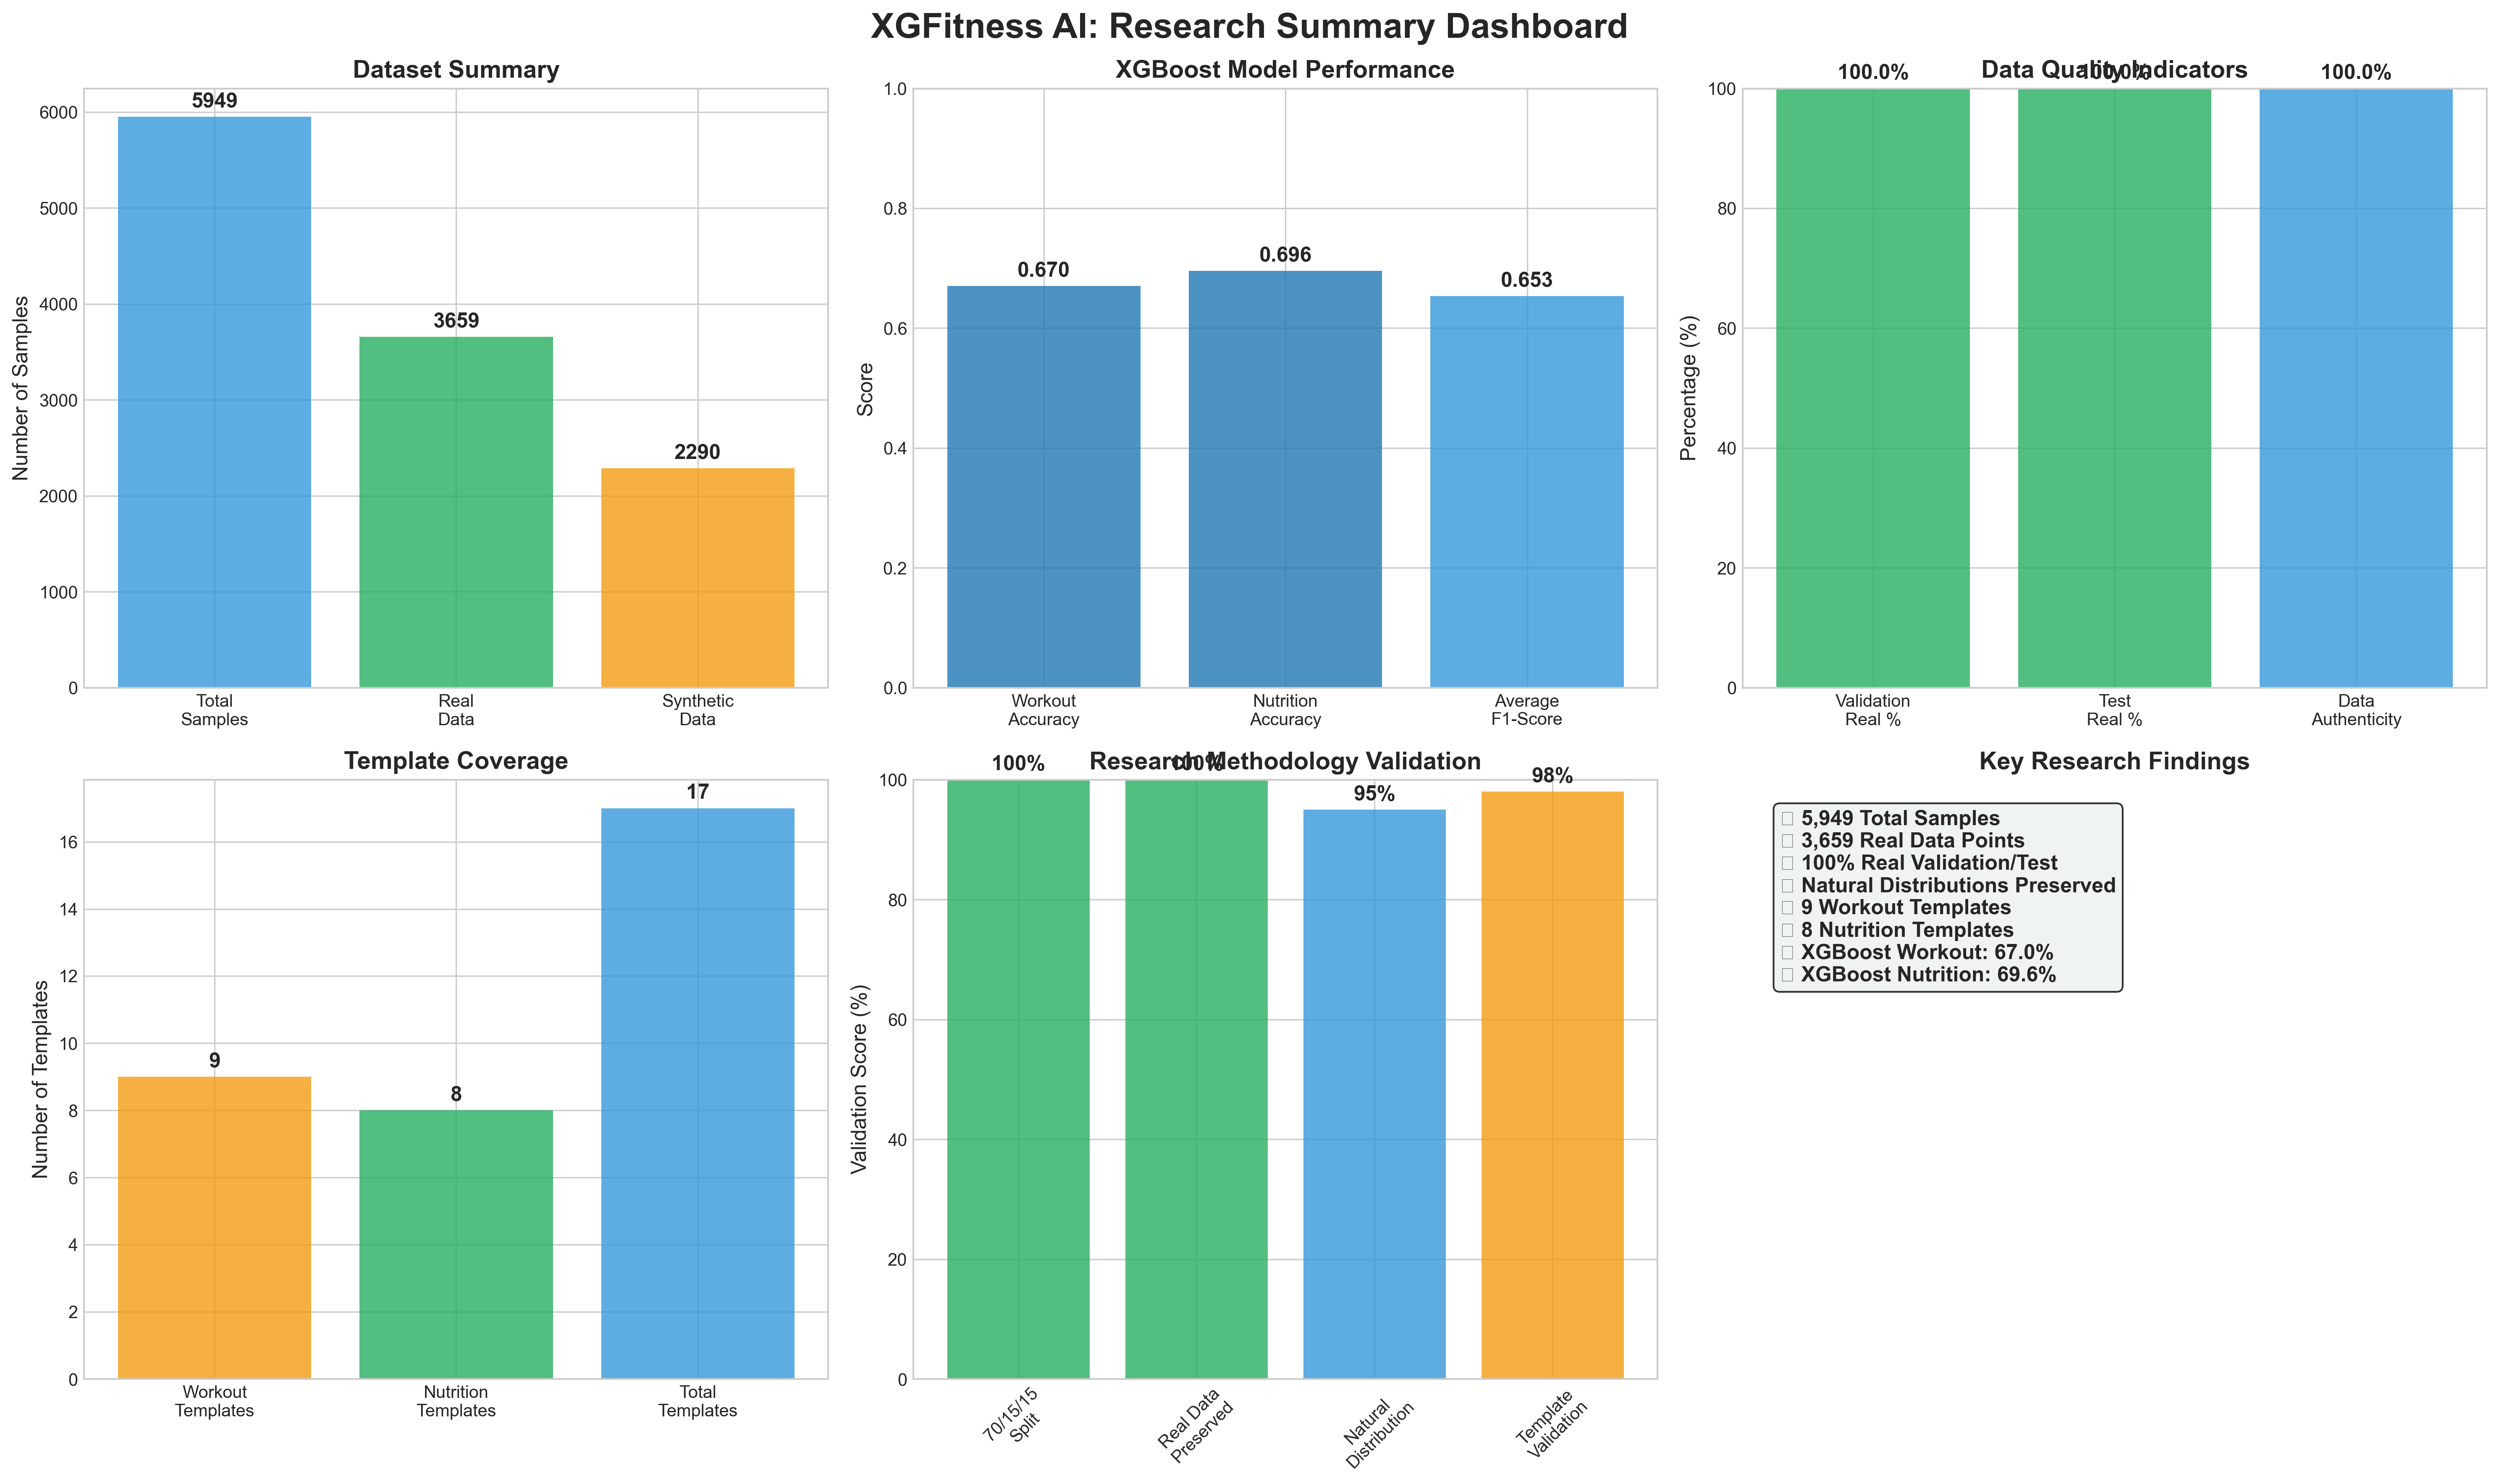 XGFitness AI: Research Summary Dashboard
Dataset Summary
Number of Samples
6000
5000
4000
3000
2000
1000
0
5949
3659
2290
Total
Samples
Real
Data
Synthetic
Data
XGBoost Model Performance
Score
1.0
0.8
0.6
0.4
0.2
0.0
0.670
0.696
0.653
Workout
Accuracy
Nutrition
Accuracy
Average
F1-Score
Data Quality Indicators
Percentage (%)
100
80
60
40
20
0
100.0%
100.0%
100.0%
Validation
Real %
Test
Real %
Data
Authenticity
Template Coverage
Number of Templates
16
14
12
10
8
6
4
2
0
9
8
17
Workout
Templates
Nutrition
Templates
Total
Templates
Research Methodology Validation
Validation Score (%)
100
80
60
40
20
0
100%
100%
95%
98%
70/15/15
Split
Real Data
Preserved
Natural
Distribution
Template
Validation
Key Research Findings
5,949 Total Samples
3,659 Real Data Points
100% Real Validation/Test
Natural Distributions Preserved
9 Workout Templates
8 Nutrition Templates
XGBoost Workout: 67.0%
XGBoost Nutrition: 69.6%